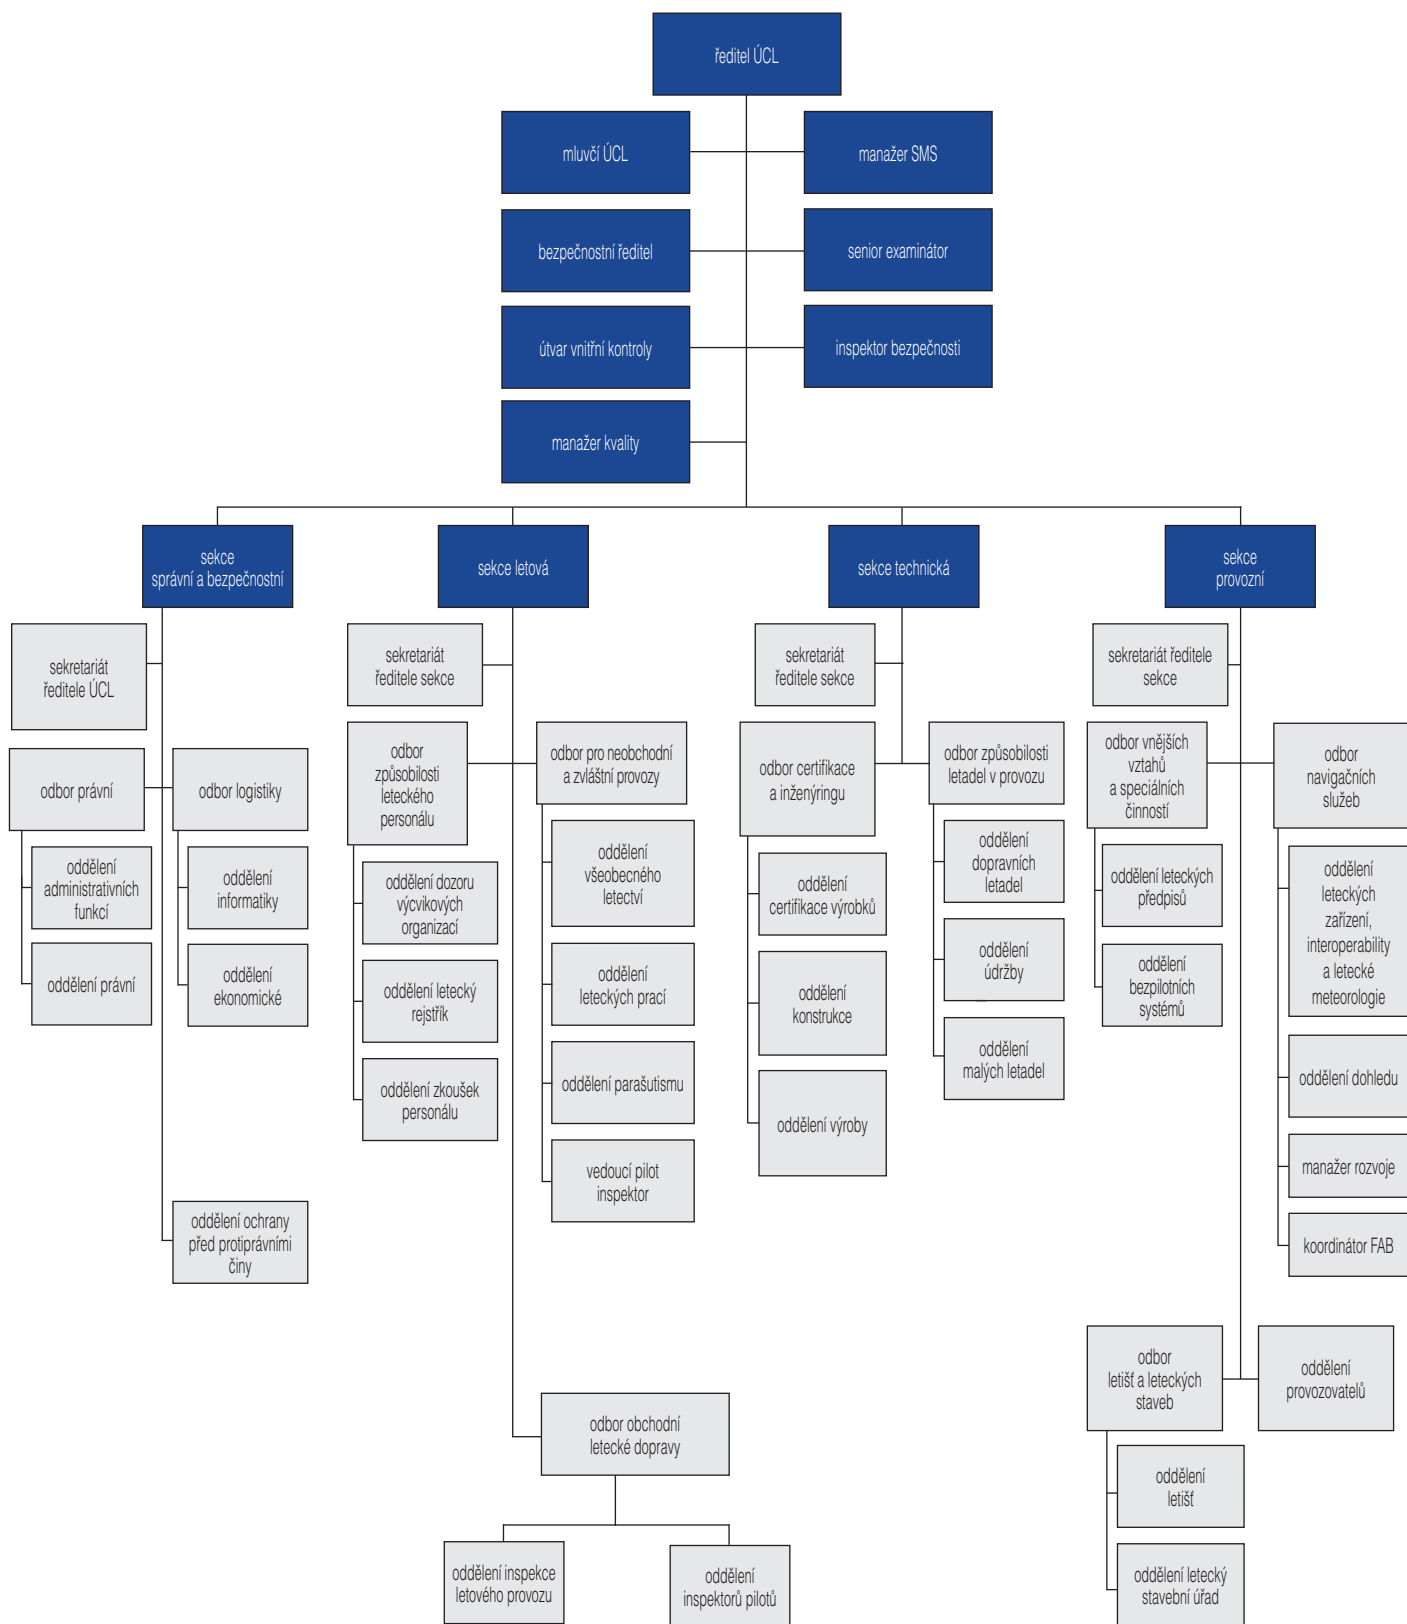 ředitel ÚCL
mluvčí ÚCL
manažer SMS
bezpečnostní ředitel
senior examinátor
útvar vnitřní kontroly
inspektor bezpečnosti
manažer kvality
sekce
správní a bezpečnostní
sekce letová
sekce technická
sekce
provozní
sekretariát
ředitele ÚCL
odbor právní
odbor logistiky
oddělení
administrativních
funkcí
oddělení
informatiky
oddělení právní
oddělení
ekonomické
oddělení ochrany
před protiprávními
činy
sekretariát
ředitele sekce
odbor
způsobilosti
leteckého
personálu
odbor pro neobchodní
a zvláštní provozy
oddělení dozoru
výcvikových
organizací
oddělení letecký
rejstřík
oddělení zkoušek
personálu
oddělení
všeobecného
letectví
oddělení
leteckých prací
oddělení parašutismu
vedoucí pilot
inspektor
odbor obchodní
letecké dopravy
oddělení inspekce
letového provozu
oddělení
inspektorů pilotů
sekretariát
ředitele sekce
odbor certifikace
a inženýringu
odbor způsobilosti
letadel v provozu
oddělení
certifikace výrobků
oddělení
konstrukce
oddělení výroby
oddělení
dopravních
letadel
oddělení
údržby
oddělení
malých letadel
sekretariát ředitele
sekce
odbor vnějších
vztahů
a speciálních
činností
odbor
navigačních
služeb
oddělení leteckých
předpisů
oddělení
bezpilotních
systémů
oddělení
leteckých
zařízení,
interoperability
a letecké
meteorologie
oddělení dohledu
manažer rozvoje
koordinátor FAB
odbor
letišť a leteckých
staveb
oddělení
provozovatelů
oddělení
letišť
oddělení letecký
stavební úřad